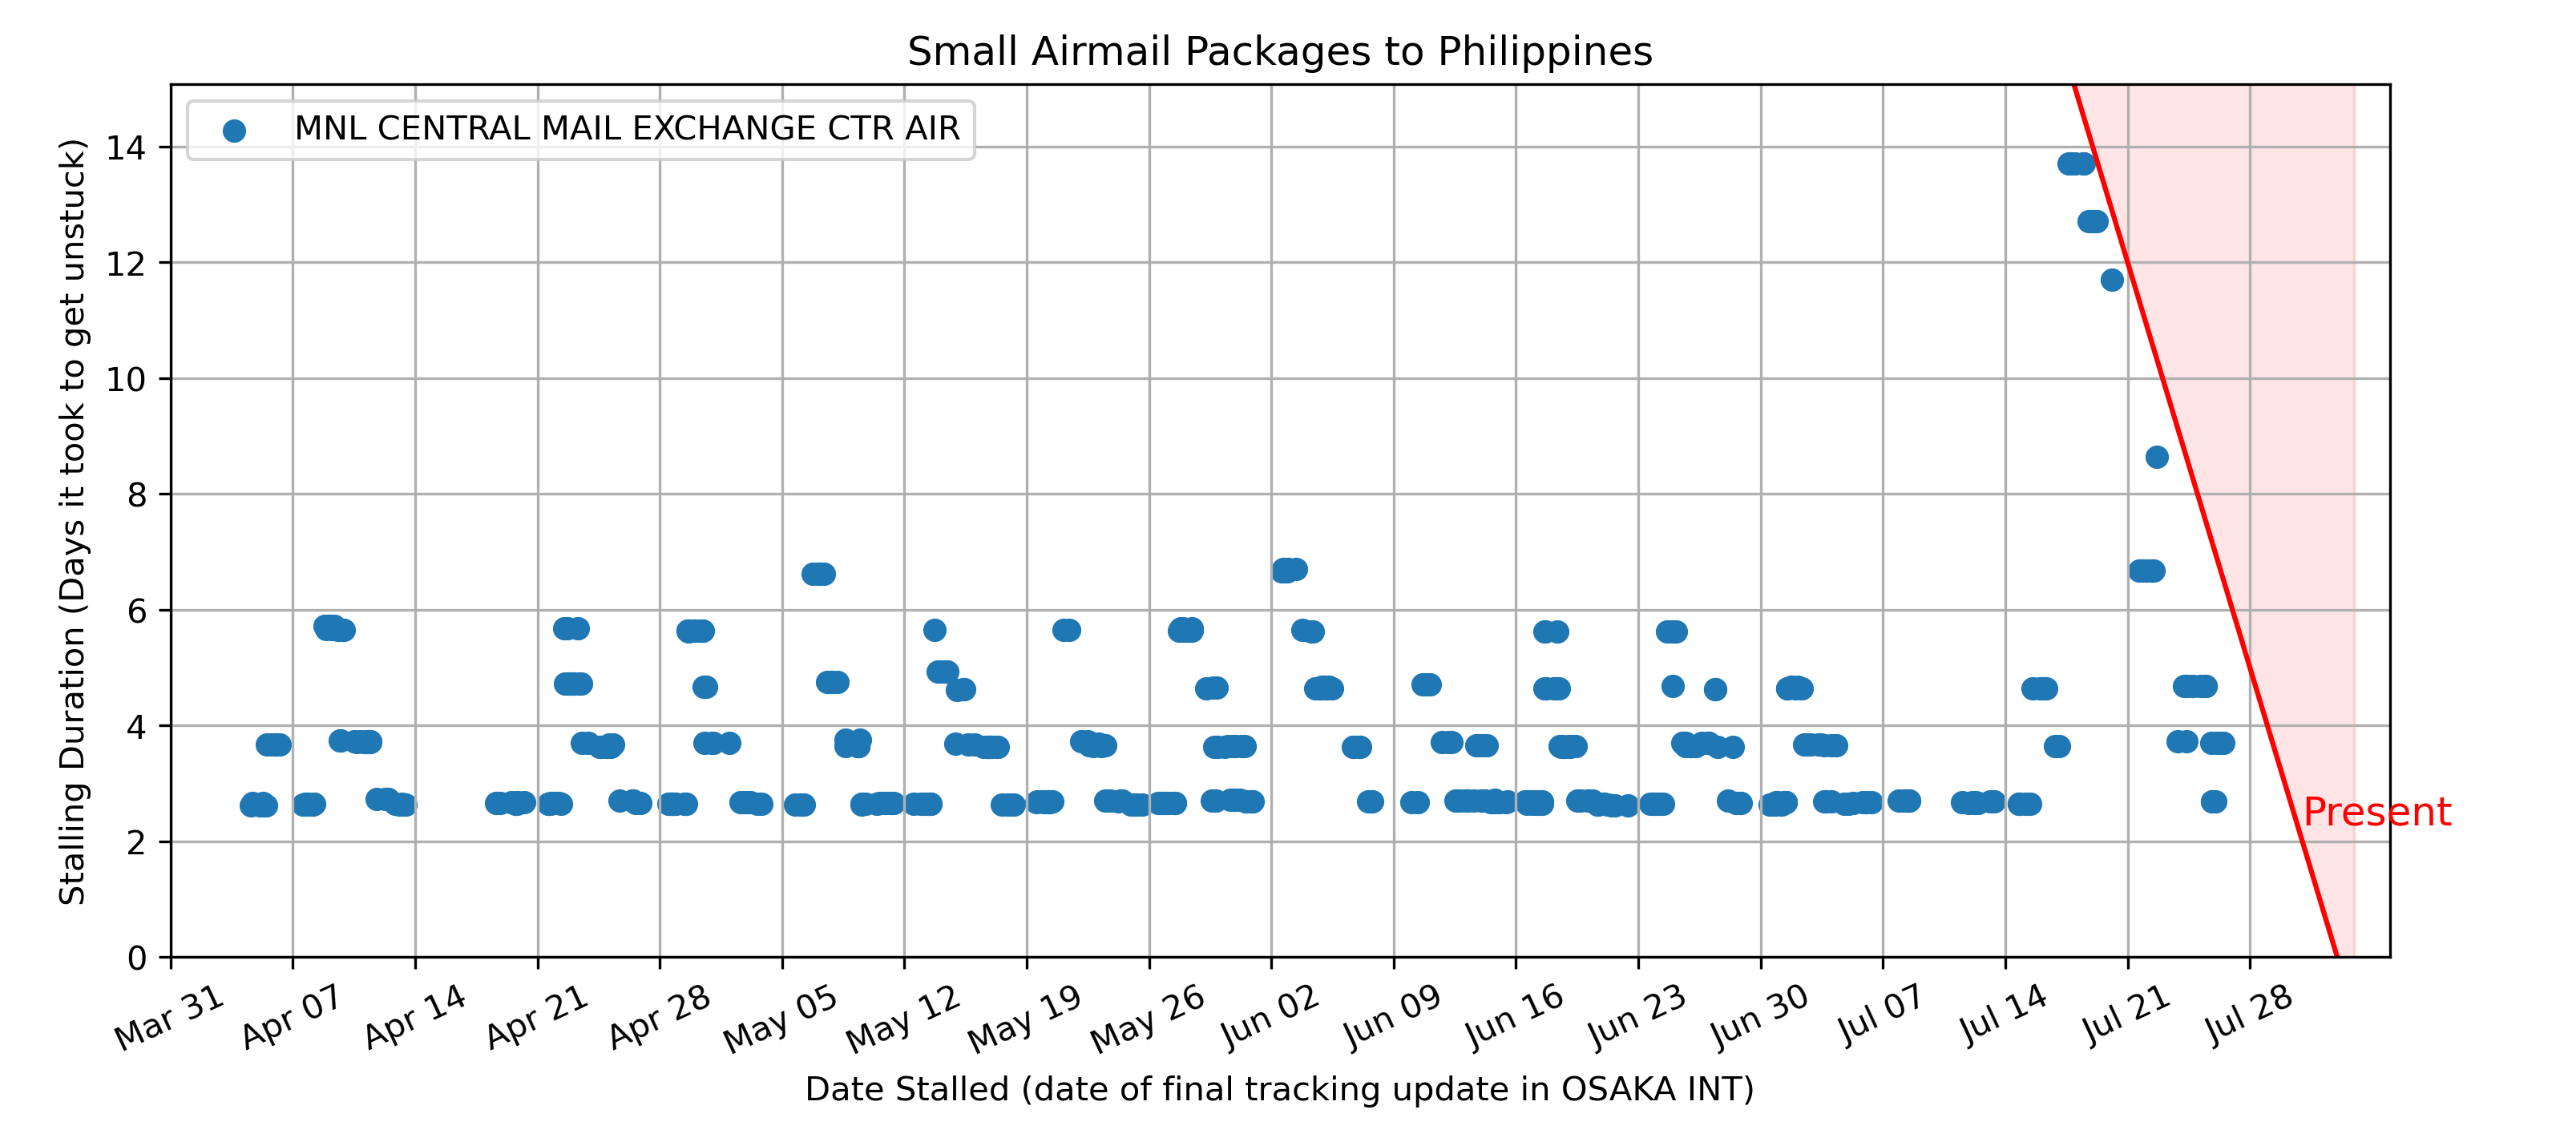 Small Airmail Packages to Philippines
MNL CENTRAL MAIL EXCHANGE CTR AIR
Stalling Duration (Days it took to get unstuck)
14
12
10
8
6
4
2
0
Present
Mar 31 Apr 07 Apr 14 Apr 21 Apr 28 May 05 May 12 May 19 May 26 Jun 02 Jun 09 Jun 16 Jun 23 Jun 30 Jul 07 Jul 14 Jul 21 Jul 28
Date Stalled (date of final tracking update in OSAKA INT)